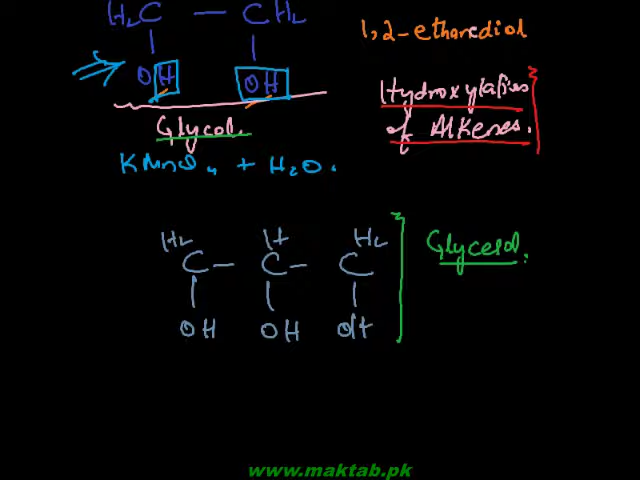 H₂C — CH₂
1,2-ethanediol
OH OH
Hydroxylation
Glycol.
of Alkenes.
KMnO₄ + H₂O.
H₂ H H₂
C — C — C
Glycerol.
OH OH OH
www.maktab.pk